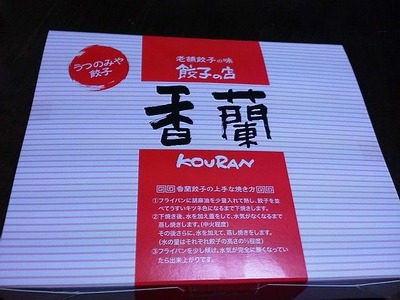 うつのみや
餃子
老舗餃子の味
餃子の店
香蘭
KOURAN
香蘭餃子の上手な焼き方
①フライパンに胡麻油を少量入れて熱し、餃子を並
べてうすいキツネ色になるまで下焼きします。
②下焼き後、水を加え蓋をして、水気がなくなるまで
蒸し焼きします。(中火程度)
その後さらに、水を加えて、蒸し焼きをします。
(水の量はそれぞれ餃子の高さの
程度)
③フライパンを少し傾け、水気が完全に無くなってい
たら出来上がりです。